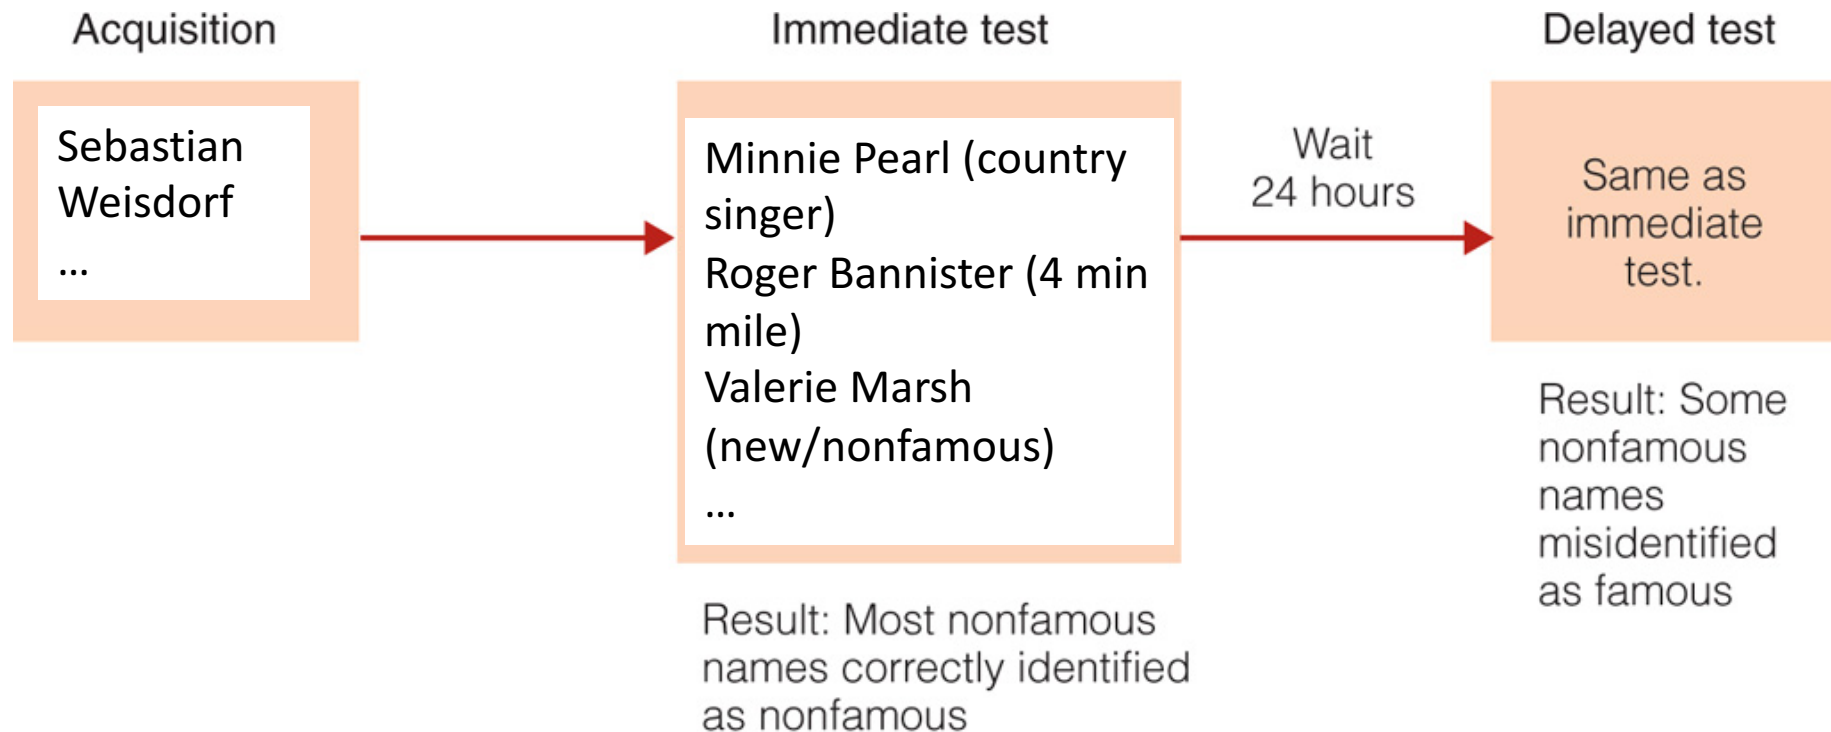 Acquisition
Sebastian
Weisdorf
...
Immediate test
Minnie Pearl (country
singer)
Roger Bannister (4 min
mile)
Valerie Marsh
(new/nonfamous)
...
Result: Most nonfamous
names correctly identified
as nonfamous
Wait
24 hours
Delayed test
Same as
immediate
test.
Result: Some
nonfamous
names
misidentified
as famous